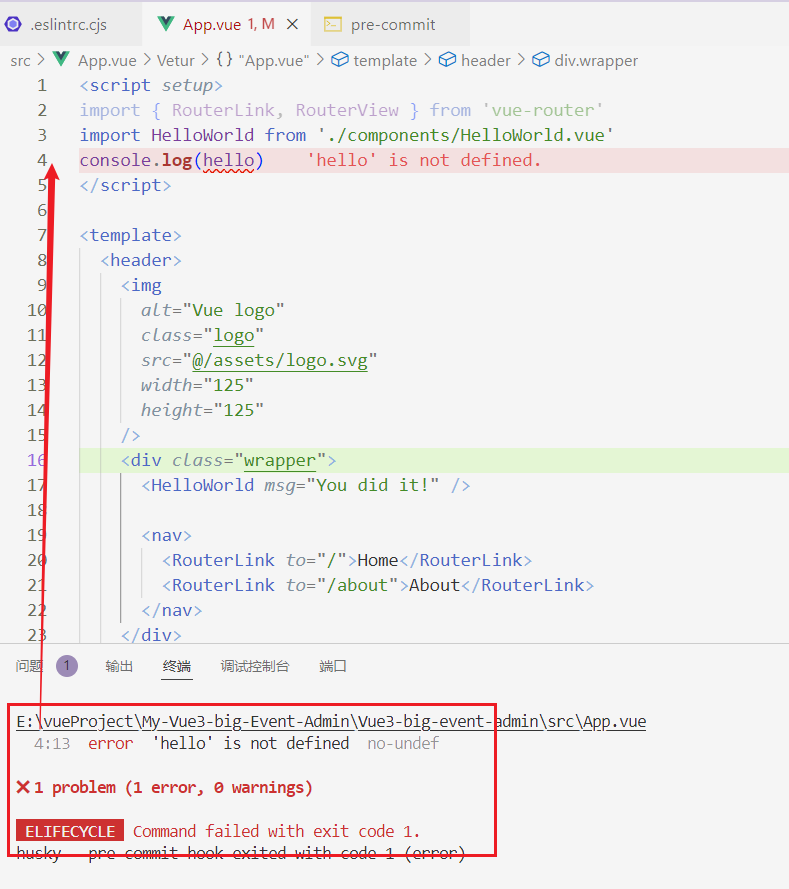 .eslintrc.cjs App.vue 1, M pre-commit
src > App.vue > Vetur > {} "App.vue" > template > header > div.wrapper
1 <script setup>
2 import { RouterLink, RouterView } from 'vue-router'
3 import HelloWorld from './components/HelloWorld.vue'
4 console.log(hello) 'hello' is not defined.
5 </script>
6
7 <template>
8 <header>
9 <img
10 alt="Vue logo"
11 class="logo"
12 src="@/assets/logo.svg"
13 width="125"
14 height="125"
15 />
16 <div class="wrapper">
17 <HelloWorld msg="You did it!" />
18
19 <nav>
20 <RouterLink to="/">Home</RouterLink>
21 <RouterLink to="/about">About</RouterLink>
22 </nav>
23 </div>
问题 1 输出 终端 调试控制台 端口
E:\vueProject\My-Vue3-big-Event-Admin\Vue3-big-event-admin\src\App.vue
4:13 error 'hello' is not defined no-undef
✕ 1 problem (1 error, 0 warnings)
ELIFECYCLE Command failed with exit code 1.
husky - pre-commit hook exited with code 1 (error)